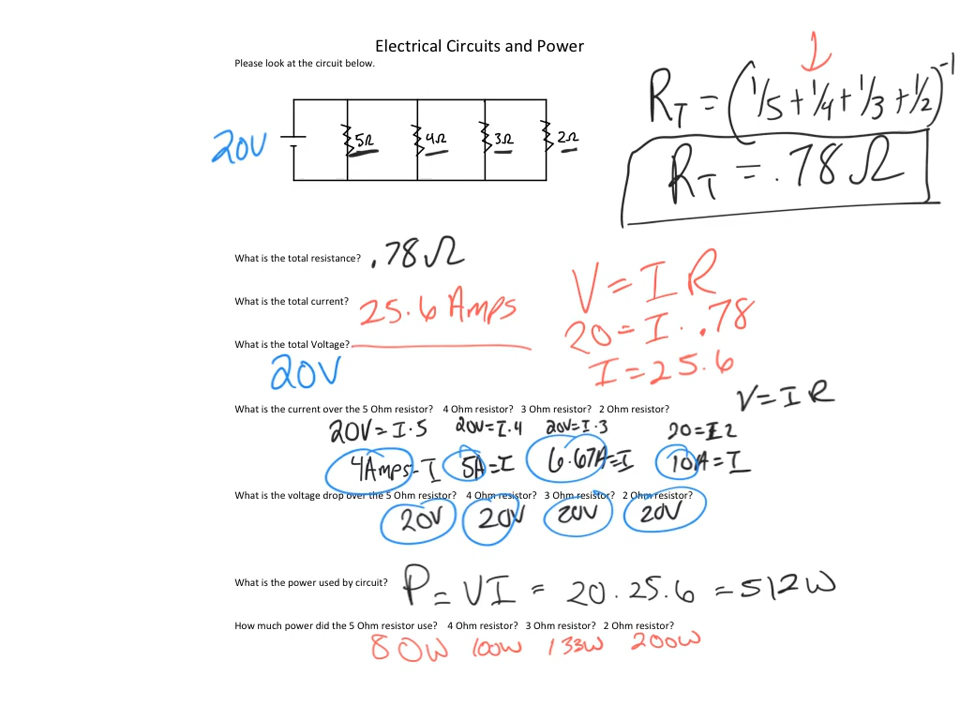 Electrical Circuits and Power
Please look at the circuit below.
R_T = (1/5 + 1/4 + 1/3 + 1/2)^-1
R_T = .78 Ω
20V
5Ω 4Ω 3Ω 2Ω
What is the total resistance? .78 Ω
What is the total current? 25.6 Amps
V = I R
20 = I · .78
I = 25.6
What is the total Voltage?
20V
V = I R
What is the current over the 5 Ohm resistor? 4 Ohm resistor? 3 Ohm resistor? 2 Ohm resistor?
20V = I · 5 20V = I · 4 20V = I · 3 20 = I 2
4 Amps = I 5A = I 6.67A = I 10A = I
What is the voltage drop over the 5 Ohm resistor? 4 Ohm resistor? 3 Ohm resistor? 2 Ohm resistor?
20V 20V 20V 20V
What is the power used by circuit? P = VI = 20 · 25.6 = 512W
How much power did the 5 Ohm resistor use? 4 Ohm resistor? 3 Ohm resistor? 2 Ohm resistor?
80W 100W 133W 200W